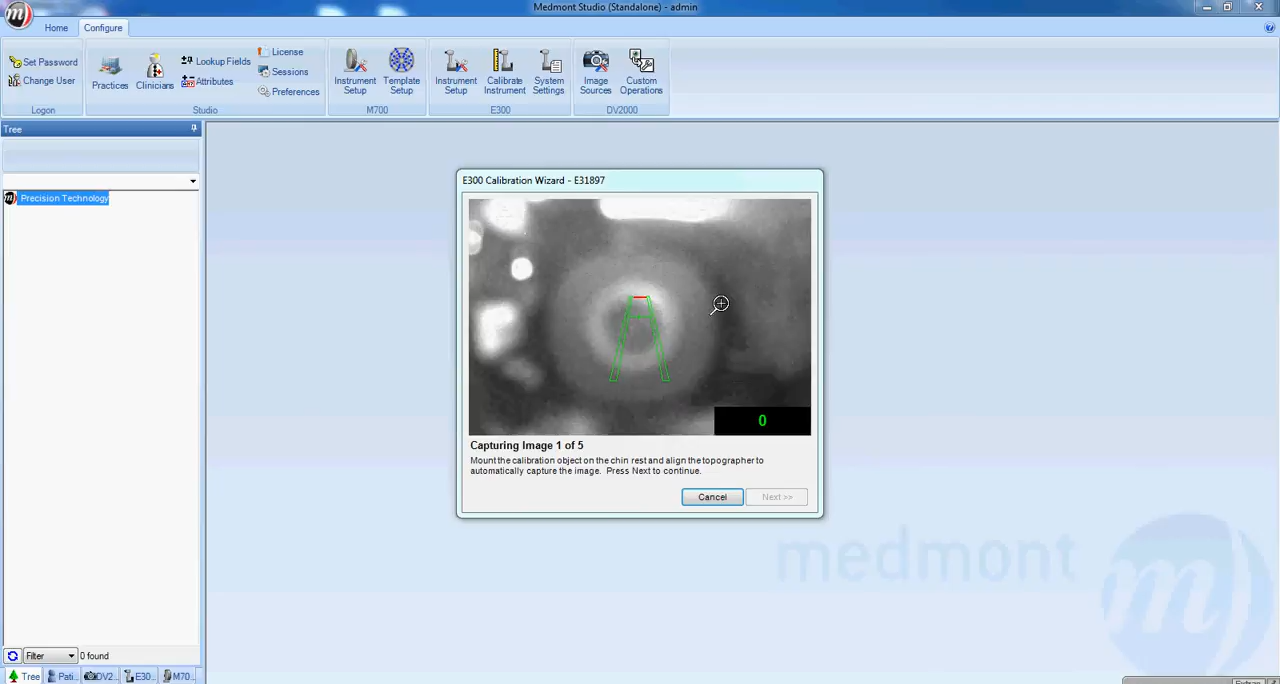 Medmont Studio (Standalone) - admin
Home
Configure
Set Password
Change User
Logon
Practices
Clinicians
Lookup Fields
Attributes
License
Sessions
Preferences
Studio
Instrument
Setup
Template
Setup
M700
Instrument
Setup
Calibrate
Instrument
System
Settings
E300
Image
Sources
Custom
Operations
DV2000
Tree
Precision Technology
E300 Calibration Wizard - E31897
0
Capturing Image 1 of 5
Mount the calibration object on the chin rest and align the topographer to
automatically capture the image. Press Next to continue.
Cancel
Next >>
medmont
m)
Filter
0 found
Tree
Pati...
DV2...
E30...
M70...